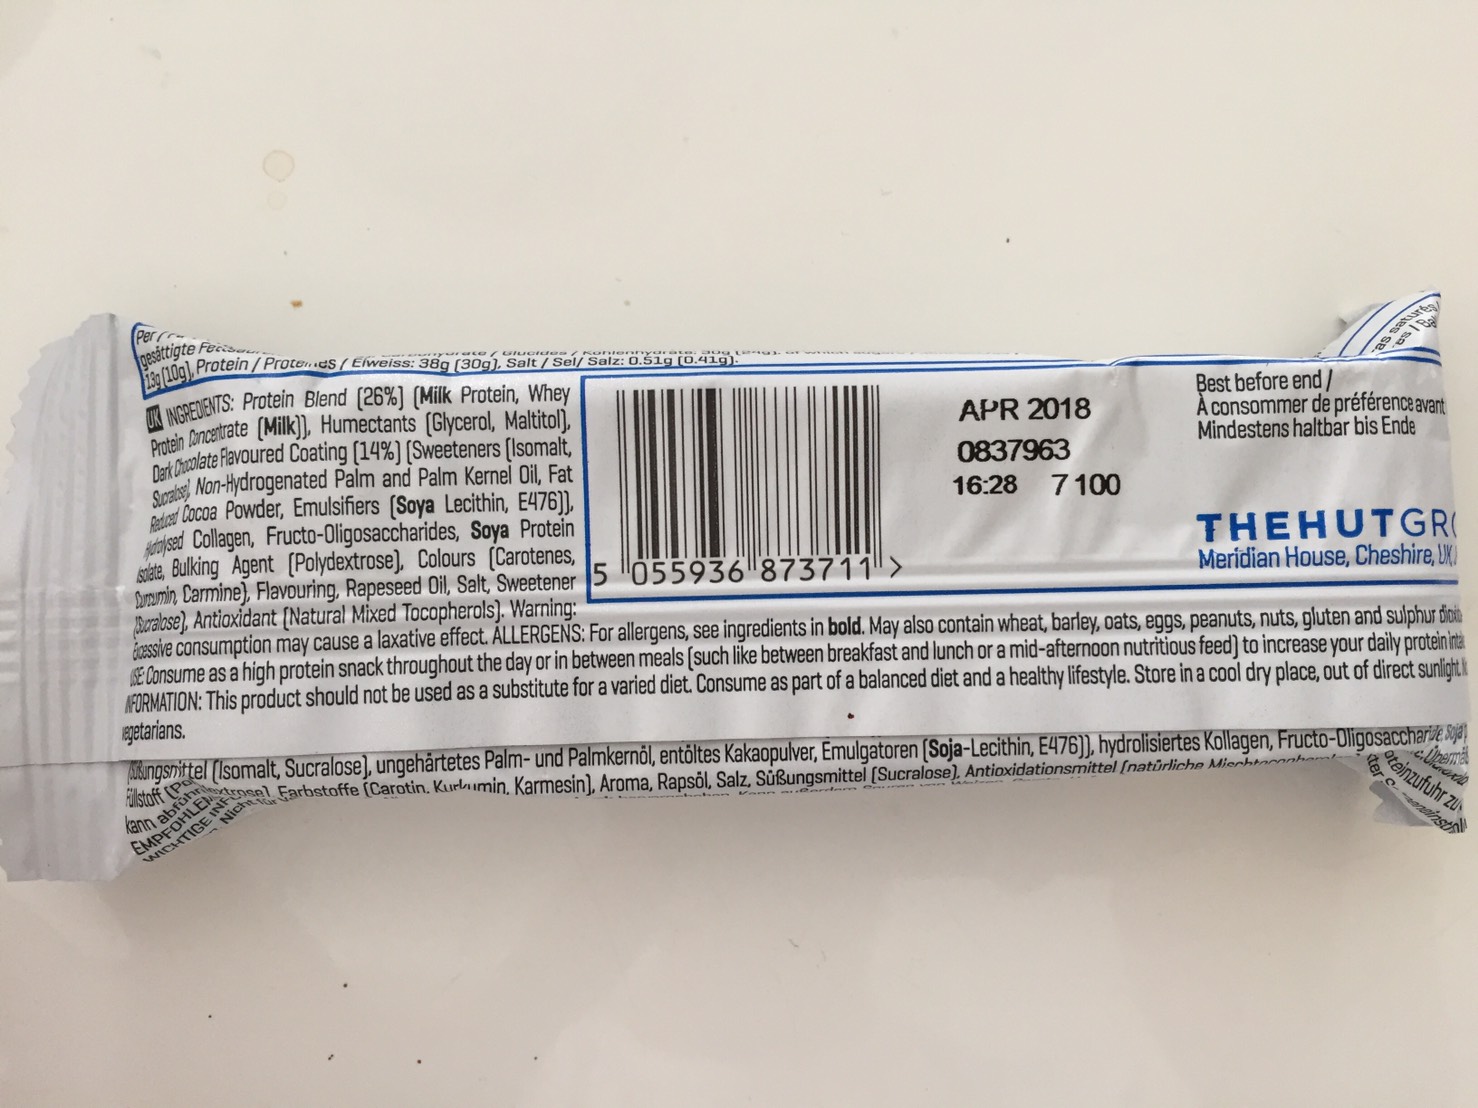 Per
gesättigte
13g (10g), Protein / Proteines / Eiweiss: 38g (30g), Salt / Sel/ Salz: 0.51g (0.41g).
UK INGREDIENTS: Protein Blend (26%) (Milk Protein, Whey
Protein Concentrate (Milk)), Humectants (Glycerol, Maltitol),
Dark Chocolate Flavoured Coating (14%) (Sweeteners (Isomalt,
Sucralose), Non-Hydrogenated Palm and Palm Kernel Oil, Fat
Reduced Cocoa Powder, Emulsifiers (Soya Lecithin, E476)),
Hydrolysed Collagen, Fructo-Oligosaccharides, Soya Protein
Isolate, Bulking Agent (Polydextrose), Colours (Carotenes,
Curcumin, Carmine), Flavouring, Rapeseed Oil, Salt, Sweetener
(Sucralose), Antioxidant (Natural Mixed Tocopherols). Warning:
Excessive consumption may cause a laxative effect. ALLERGENS: For allergens, see ingredients in bold. May also contain wheat, barley, oats, eggs, peanuts, nuts, gluten and sulphur
USE: Consume as a high protein snack throughout the day or in between meals (such like between breakfast and lunch or a mid-afternoon nutritious feed) to increase your daily protein
INFORMATION: This product should not be used as a substitute for a varied diet. Consume as part of a balanced diet and a healthy lifestyle. Store in a cool dry place, out of direct sunlight.
vegetarians.
5 055936 873711 >
APR 2018
0837963
16:28 7100
Best before end /
À consommer de préférence avant
Mindestens haltbar bis Ende
THEHUTGR
Meridian House, Cheshire, UK,
Süßungsmittel (Isomalt, Sucralose), ungehärtetes Palm- und Palmkernöl, entöltes Kakaopulver, Emulgatoren (Soja-Lecithin, E476)), hydrolisiertes Kollagen, Fructo-Oligosaccharide, Soja
Füllstoff Farbstoffe (Carotin, Kurkumin, Karmesin), Aroma, Rapsöl, Salz, Süßungsmittel (Sucralose), Antioxidationsmittel (natürliche
kann
EMPFOHLE
WICHTIGE INF
Nicht für